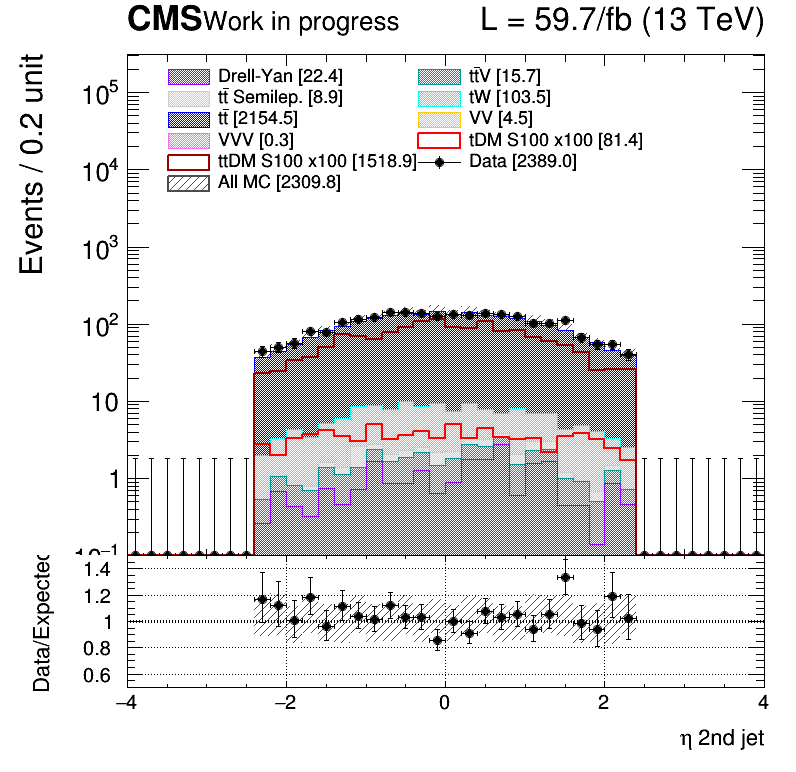 CMS Work in progress L = 59.7/fb (13 TeV)
Events / 0.2 unit
Drell-Yan [22.4] tt̄V [15.7]
tt̄ Semilep. [8.9] tW [103.5]
tt̄ [2154.5] VV [4.5]
VVV [0.3] tDM S100 x100 [81.4]
ttDM S100 x100 [1518.9] Data [2389.0]
All MC [2309.8]
10⁵
10⁴
10³
10²
10
1
10⁻¹
Data/Expected
1.4
1.2
1
0.8
0.6
−4 −2 0 2 4
η 2nd jet